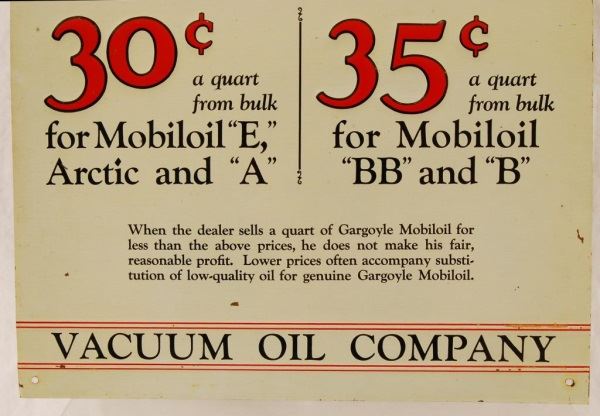 30¢ a quart from bulk
for Mobiloil "E,"
Arctic and "A"
35¢ a quart from bulk
for Mobiloil
"BB" and "B"
When the dealer sells a quart of Gargoyle Mobiloil for
less than the above prices, he does not make his fair,
reasonable profit. Lower prices often accompany substi-
tution of low-quality oil for genuine Gargoyle Mobiloil.
VACUUM OIL COMPANY